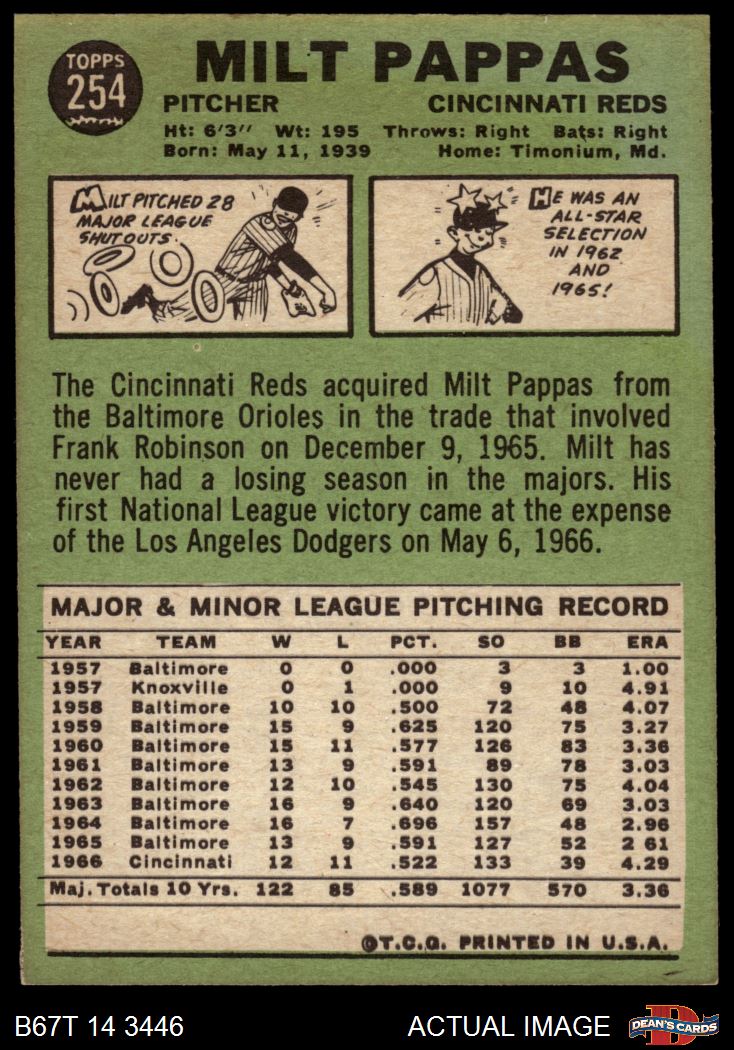 TOPPS
254
MILT PAPPAS
PITCHER CINCINNATI REDS
Ht: 6'3" Wt: 195 Throws: Right Bats: Right
Born: May 11, 1939 Home: Timonium, Md.
MILT PITCHED 28
MAJOR LEAGUE
SHUTOUTS.
HE WAS AN
ALL-STAR
SELECTION
IN 1962
AND
1965!
The Cincinnati Reds acquired Milt Pappas from
the Baltimore Orioles in the trade that involved
Frank Robinson on December 9, 1965. Milt has
never had a losing season in the majors. His
first National League victory came at the expense
of the Los Angeles Dodgers on May 6, 1966.
MAJOR & MINOR LEAGUE PITCHING RECORD
YEAR TEAM W L PCT. SO BB ERA
1957 Baltimore 0 0 .000 3 3 1.00
1957 Knoxville 0 1 .000 9 10 4.91
1958 Baltimore 10 10 .500 72 48 4.07
1959 Baltimore 15 9 .625 120 75 3.27
1960 Baltimore 15 11 .577 126 83 3.36
1961 Baltimore 13 9 .591 89 78 3.03
1962 Baltimore 12 10 .545 130 75 4.04
1963 Baltimore 16 9 .640 120 69 3.03
1964 Baltimore 16 7 .696 157 48 2.96
1965 Baltimore 13 9 .591 127 52 2 61
1966 Cincinnati 12 11 .522 133 39 4.29
Maj. Totals 10 Yrs. 122 85 .589 1077 570 3.36
©T.C.G. PRINTED IN U.S.A.
B67T 14 3446 ACTUAL IMAGE
DEAN'S CARDS